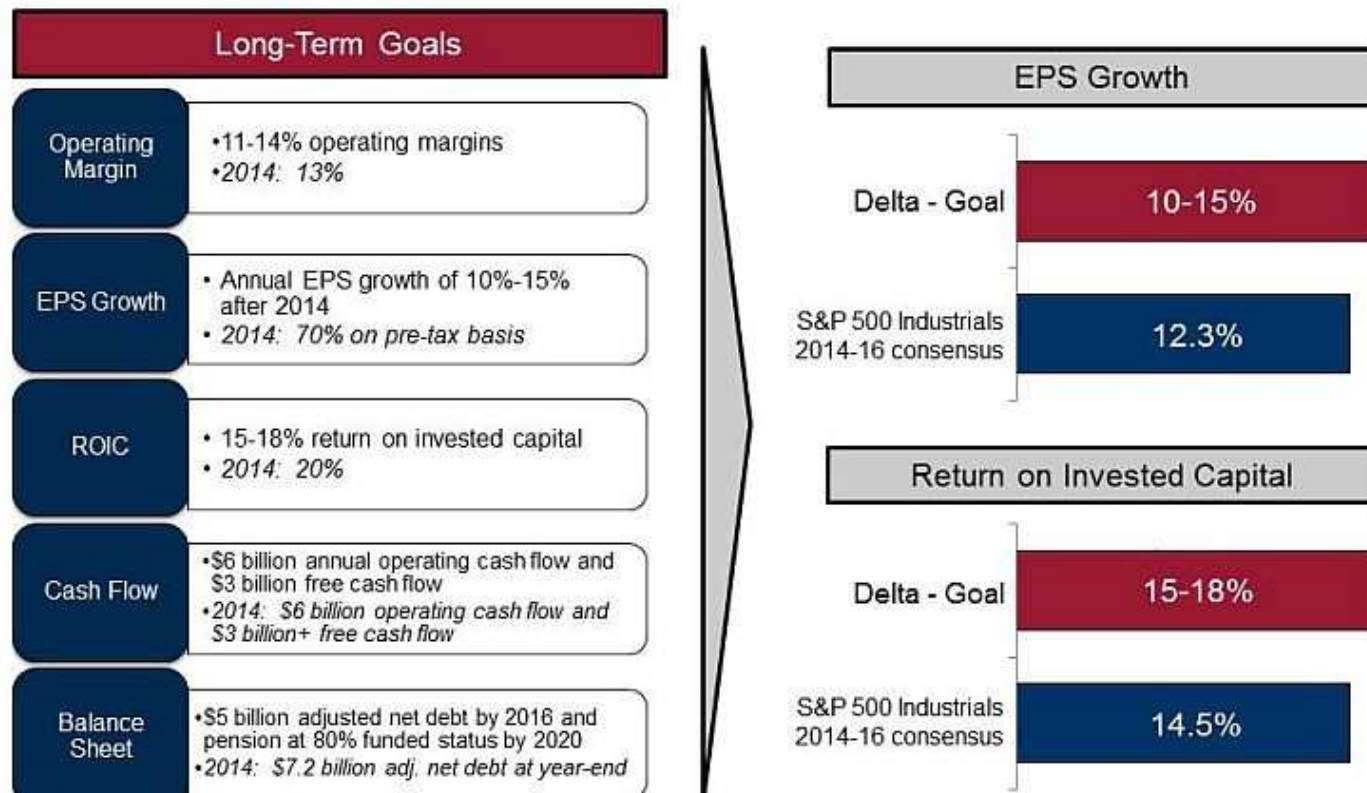 Long-Term Goals
Operating
Margin
•11-14% operating margins
•2014: 13%
EPS Growth
• Annual EPS growth of 10%-15%
after 2014
• 2014: 70% on pre-tax basis
ROIC
• 15-18% return on invested capital
• 2014: 20%
Cash Flow
•$6 billion annual operating cash flow and
$3 billion free cash flow
•2014: $6 billion operating cash flow and
$3 billion+ free cash flow
Balance
Sheet
•$5 billion adjusted net debt by 2016 and
pension at 80% funded status by 2020
•2014: $7.2 billion adj. net debt at year-end
EPS Growth
Delta - Goal
10-15%
S&P 500 Industrials
2014-16 consensus
12.3%
Return on Invested Capital
Delta - Goal
15-18%
S&P 500 Industrials
2014-16 consensus
14.5%